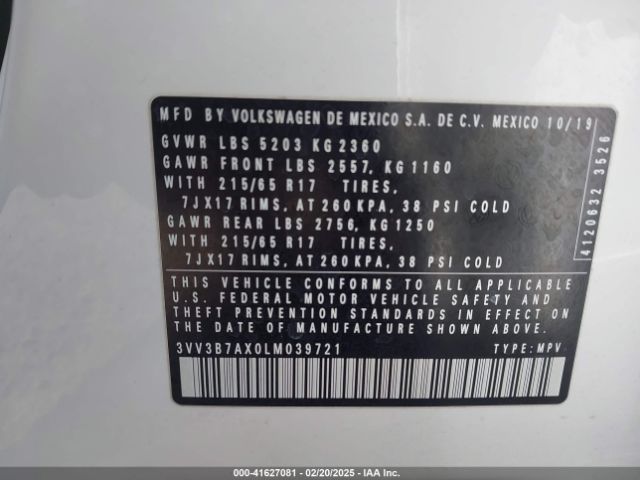 MFD BY VOLKSWAGEN DE MEXICO S.A. DE C.V. MEXICO 10/19
GVWR LBS 5203 KG 2360
GAWR FRONT LBS 2557, KG 1160
WITH 215/65 R17 TIRES,
7JX17 RIMS, AT 260 KPA, 38 PSI COLD
GAWR REAR LBS 2756, KG 1250
WITH 215/65 R17 TIRES,
7JX17 RIMS, AT 260 KPA, 38 PSI COLD
THIS VEHICLE CONFORMS TO ALL APPLICABLE
U.S. FEDERAL MOTOR VEHICLE SAFETY AND
THEFT PREVENTION STANDARDS IN EFFECT ON
THE DATE OF MANUFACTURE SHOWN ABOVE
3VV3B7AX0LM039721 TYPE: MPV
4120632 3526
© 000-41627081 - 02/20/2025 - IAAI.COM